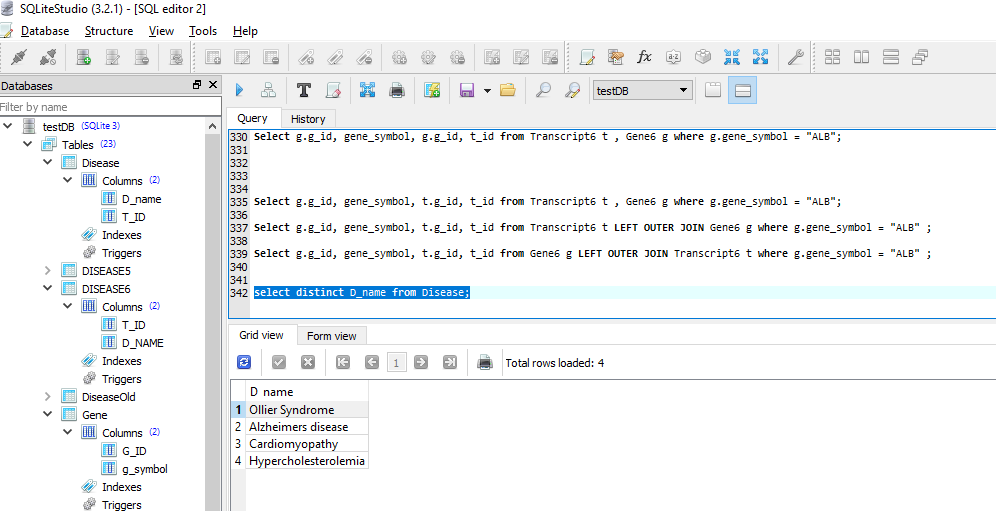 SQLiteStudio (3.2.1) - [SQL editor 2]
Database Structure View Tools Help
testDB
Databases
Filter by name
testDB (SQLite 3)
Tables (23)
Disease
Columns (2)
D_name
T_ID
Indexes
Triggers
DISEASE5
DISEASE6
Columns (2)
T_ID
D_NAME
Indexes
Triggers
DiseaseOld
Gene
Columns (2)
G_ID
g_symbol
Indexes
Triggers
Query History
330 Select g.g_id, gene_symbol, g.g_id, t_id from Transcript6 t , Gene6 g where g.gene_symbol = "ALB";
331
332
333
334
335 Select g.g_id, gene_symbol, t.g_id, t_id from Transcript6 t , Gene6 g where g.gene_symbol = "ALB";
336
337 Select g.g_id, gene_symbol, t.g_id, t_id from Transcript6 t LEFT OUTER JOIN Gene6 g where g.gene_symbol = "ALB" ;
338
339 Select g.g_id, gene_symbol, t.g_id, t_id from Gene6 g LEFT OUTER JOIN Transcript6 t where g.gene_symbol = "ALB" ;
340
341
342 select distinct D_name from Disease;
Grid view Form view
1 Total rows loaded: 4
D_name
1 Ollier Syndrome
2 Alzheimers disease
3 Cardiomyopathy
4 Hypercholesterolemia